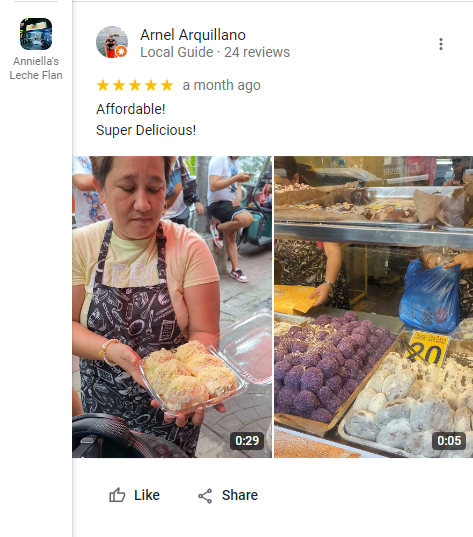 Anniella's
Leche Flan
Arnel Arquillano
Local Guide · 24 reviews
a month ago
Affordable!
Super Delicious!
20
0:29
0:05
Like
Share